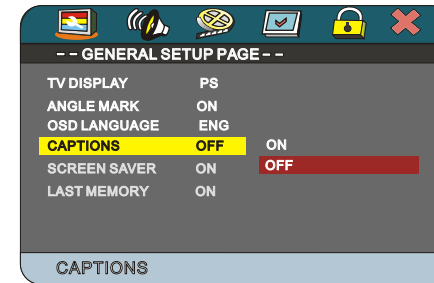 -- GENERAL SETUP PAGE --
TV DISPLAY PS
ANGLE MARK ON
OSD LANGUAGE ENG
CAPTIONS OFF ON
SCREEN SAVER ON OFF
LAST MEMORY ON
CAPTIONS